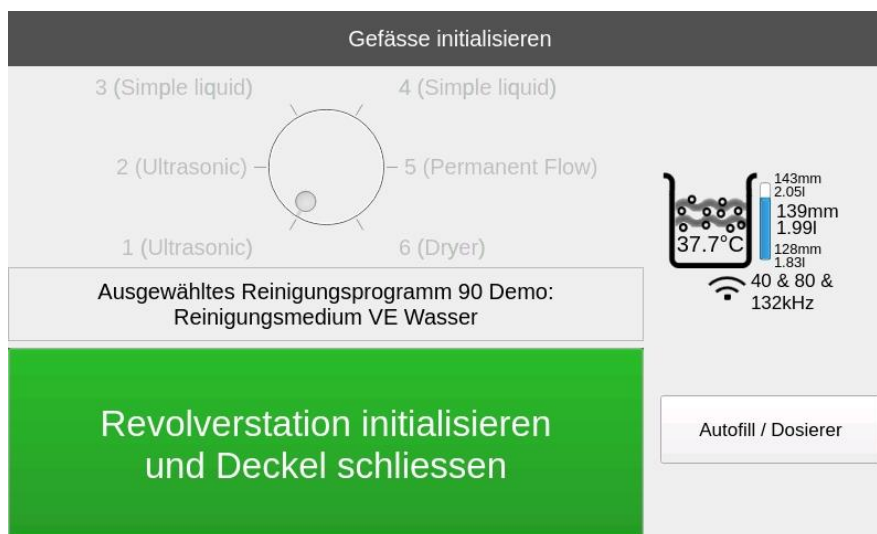 Gefässe initialisieren
3 (Simple liquid)
4 (Simple liquid)
2 (Ultrasonic)
5 (Permanent Flow)
1 (Ultrasonic)
6 (Dryer)
143mm
2.05l
139mm
1.99l
37.7°C
128mm
1.83l
40 & 80 &
132kHz
Ausgewähltes Reinigungsprogramm 90 Demo:
Reinigungsmedium VE Wasser
Revolverstation initialisieren
und Deckel schliessen
Autofill / Dosierer